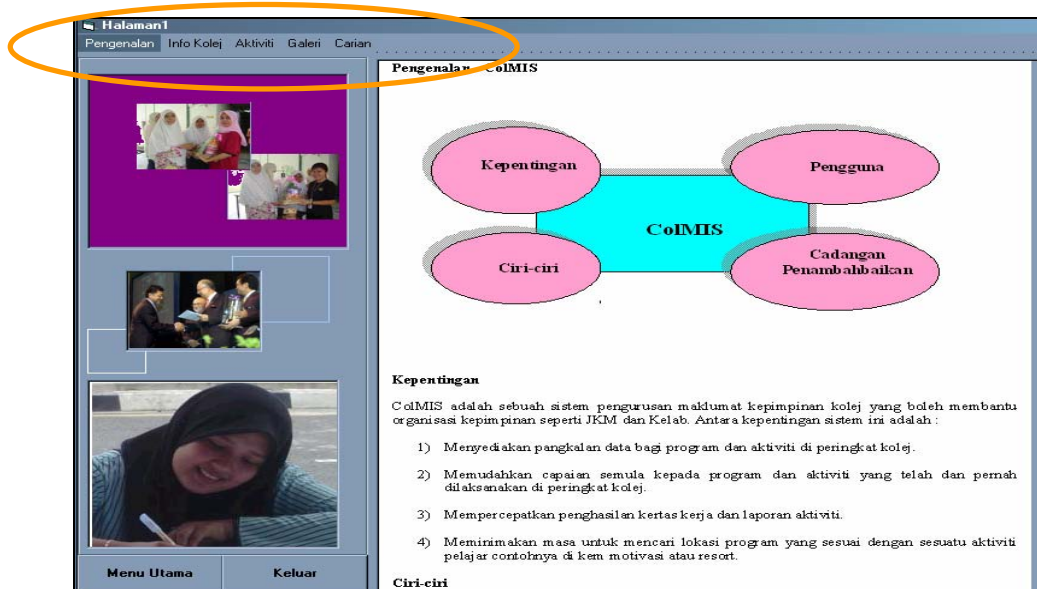 Halaman1
Pengenalan Info Kolej Aktiviti Galeri Carian
Pengenalan ColMIS
Kepentingan
Pengguna
ColMIS
Ciri-ciri
Cadangan
Penambahbaikan
Kepentingan
ColMIS adalah sebuah sistem pengurusan maklumat kepimpinan kolej yang boleh membantu
organisasi kepimpinan seperti JKM dan Kelab. Antara kepentingan sistem ini adalah :
1) Menyediakan pangkalan data bagi program dan aktiviti di peringkat kolej.
2) Memudahkan capaian semula kepada program dan aktiviti yang telah dan pernah
dilaksanakan di peringkat kolej.
3) Mempercepatkan penghasilan kertas kerja dan laporan aktiviti.
4) Meminimakan masa untuk mencari lokasi program yang sesuai dengan sesuatu aktiviti
pelajar contohnya di kem motivasi atau resort.
Ciri-ciri
Menu Utama Keluar